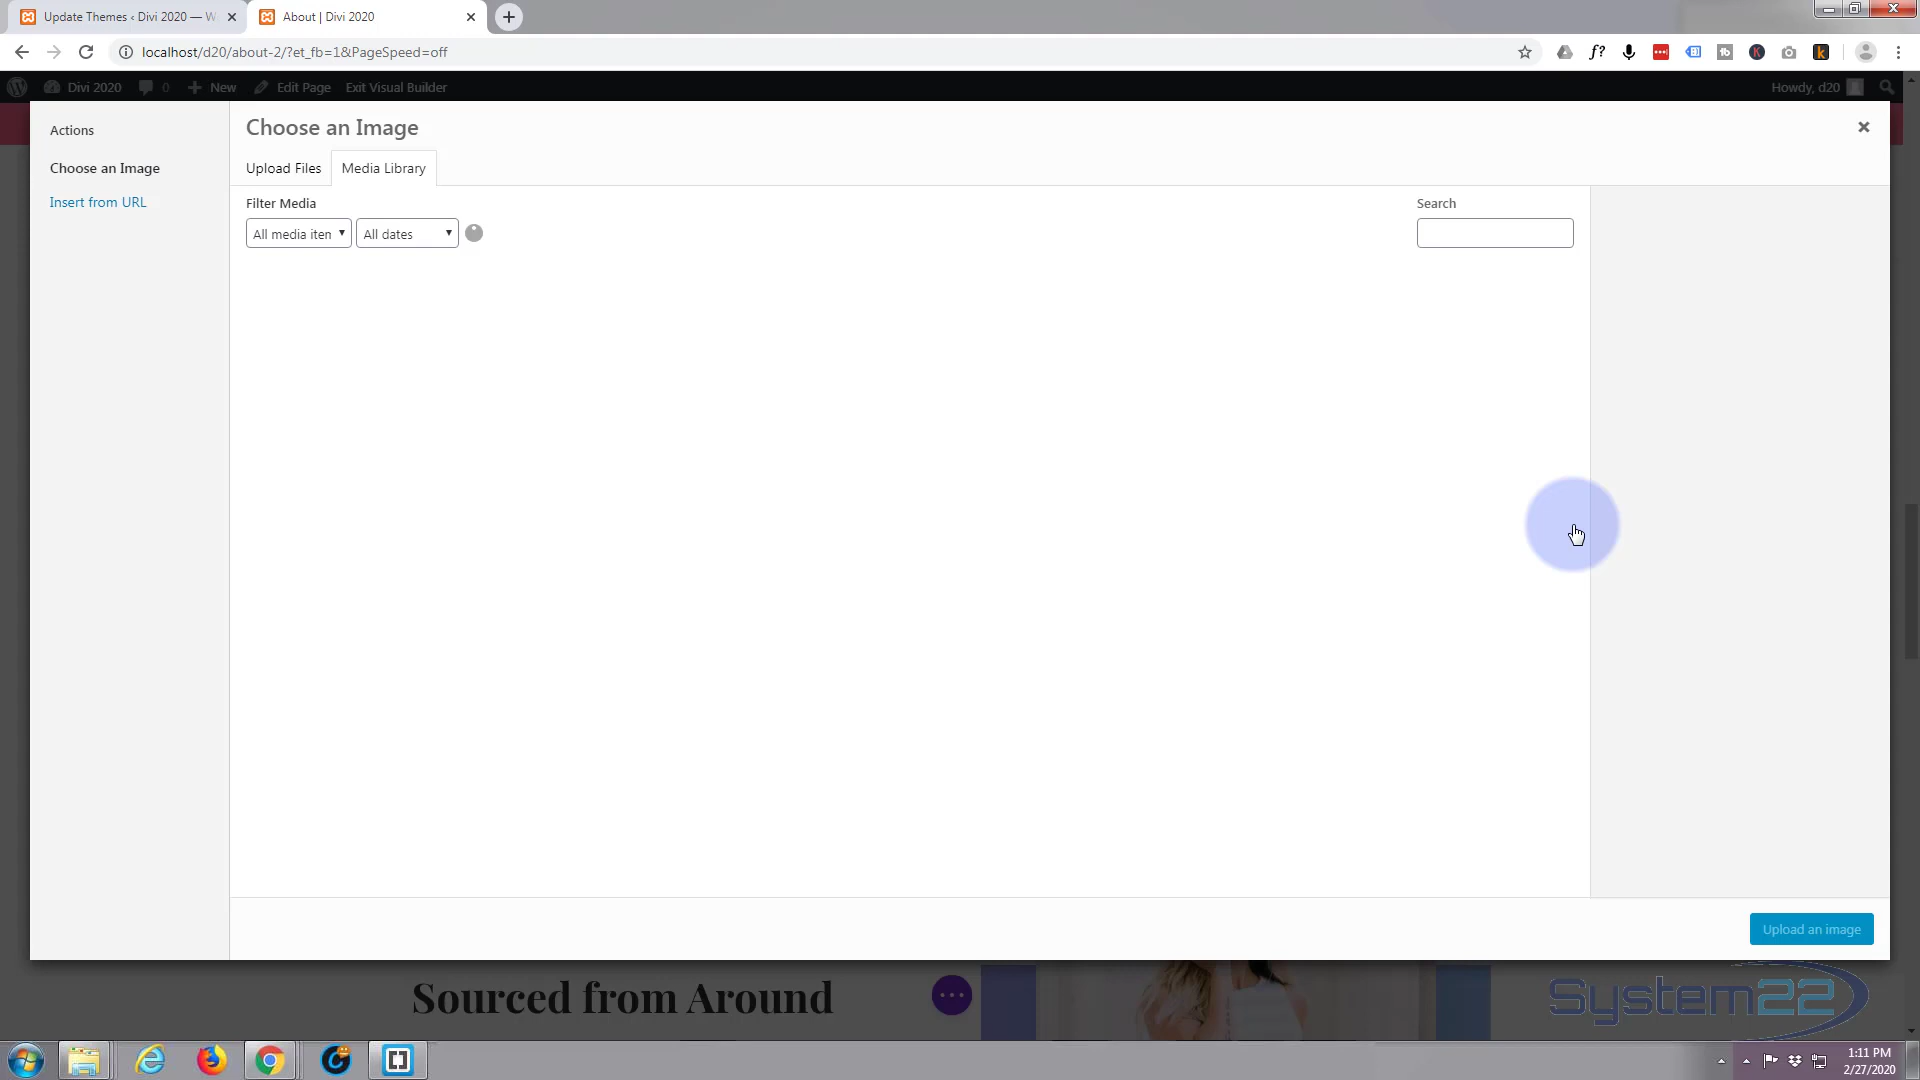 Update Themes ‹ Divi 2020 — W
About | Divi 2020
localhost/d20/about-2/?et_fb=1&PageSpeed=off
f?
tb
K
k
Divi 2020
0
New
Edit Page
Exit Visual Builder
Howdy, d20
Actions
Choose an Image
Choose an Image
Insert from URL
Upload Files
Media Library
Filter Media
Search
All media iten
All dates
Upload an image
Sourced from Around
System22
1:11 PM
2/27/2020